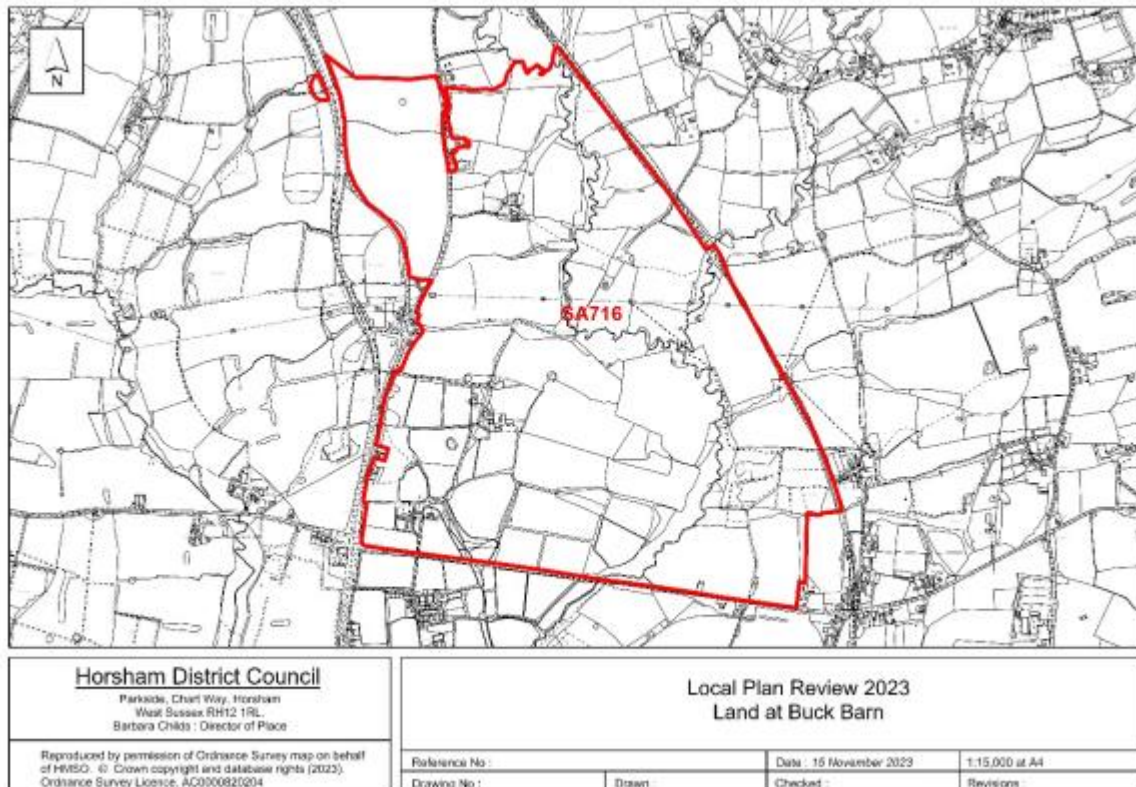 N
SA716
Horsham District Council
Parkside, Chart Way, Horsham
West Sussex RH12 1RL.
Barbara Childs : Director of Place
Reproduced by permission of Ordnance Survey map on behalf
of HMSO. © Crown copyright and database rights (2023).
Ordnance Survey Licence. AC0000820204
Local Plan Review 2023
Land at Buck Barn
Reference No :
Date : 15 November 2023
1:15,000 at A4
Drawing No :
Drawn
Checked :
Revisions :